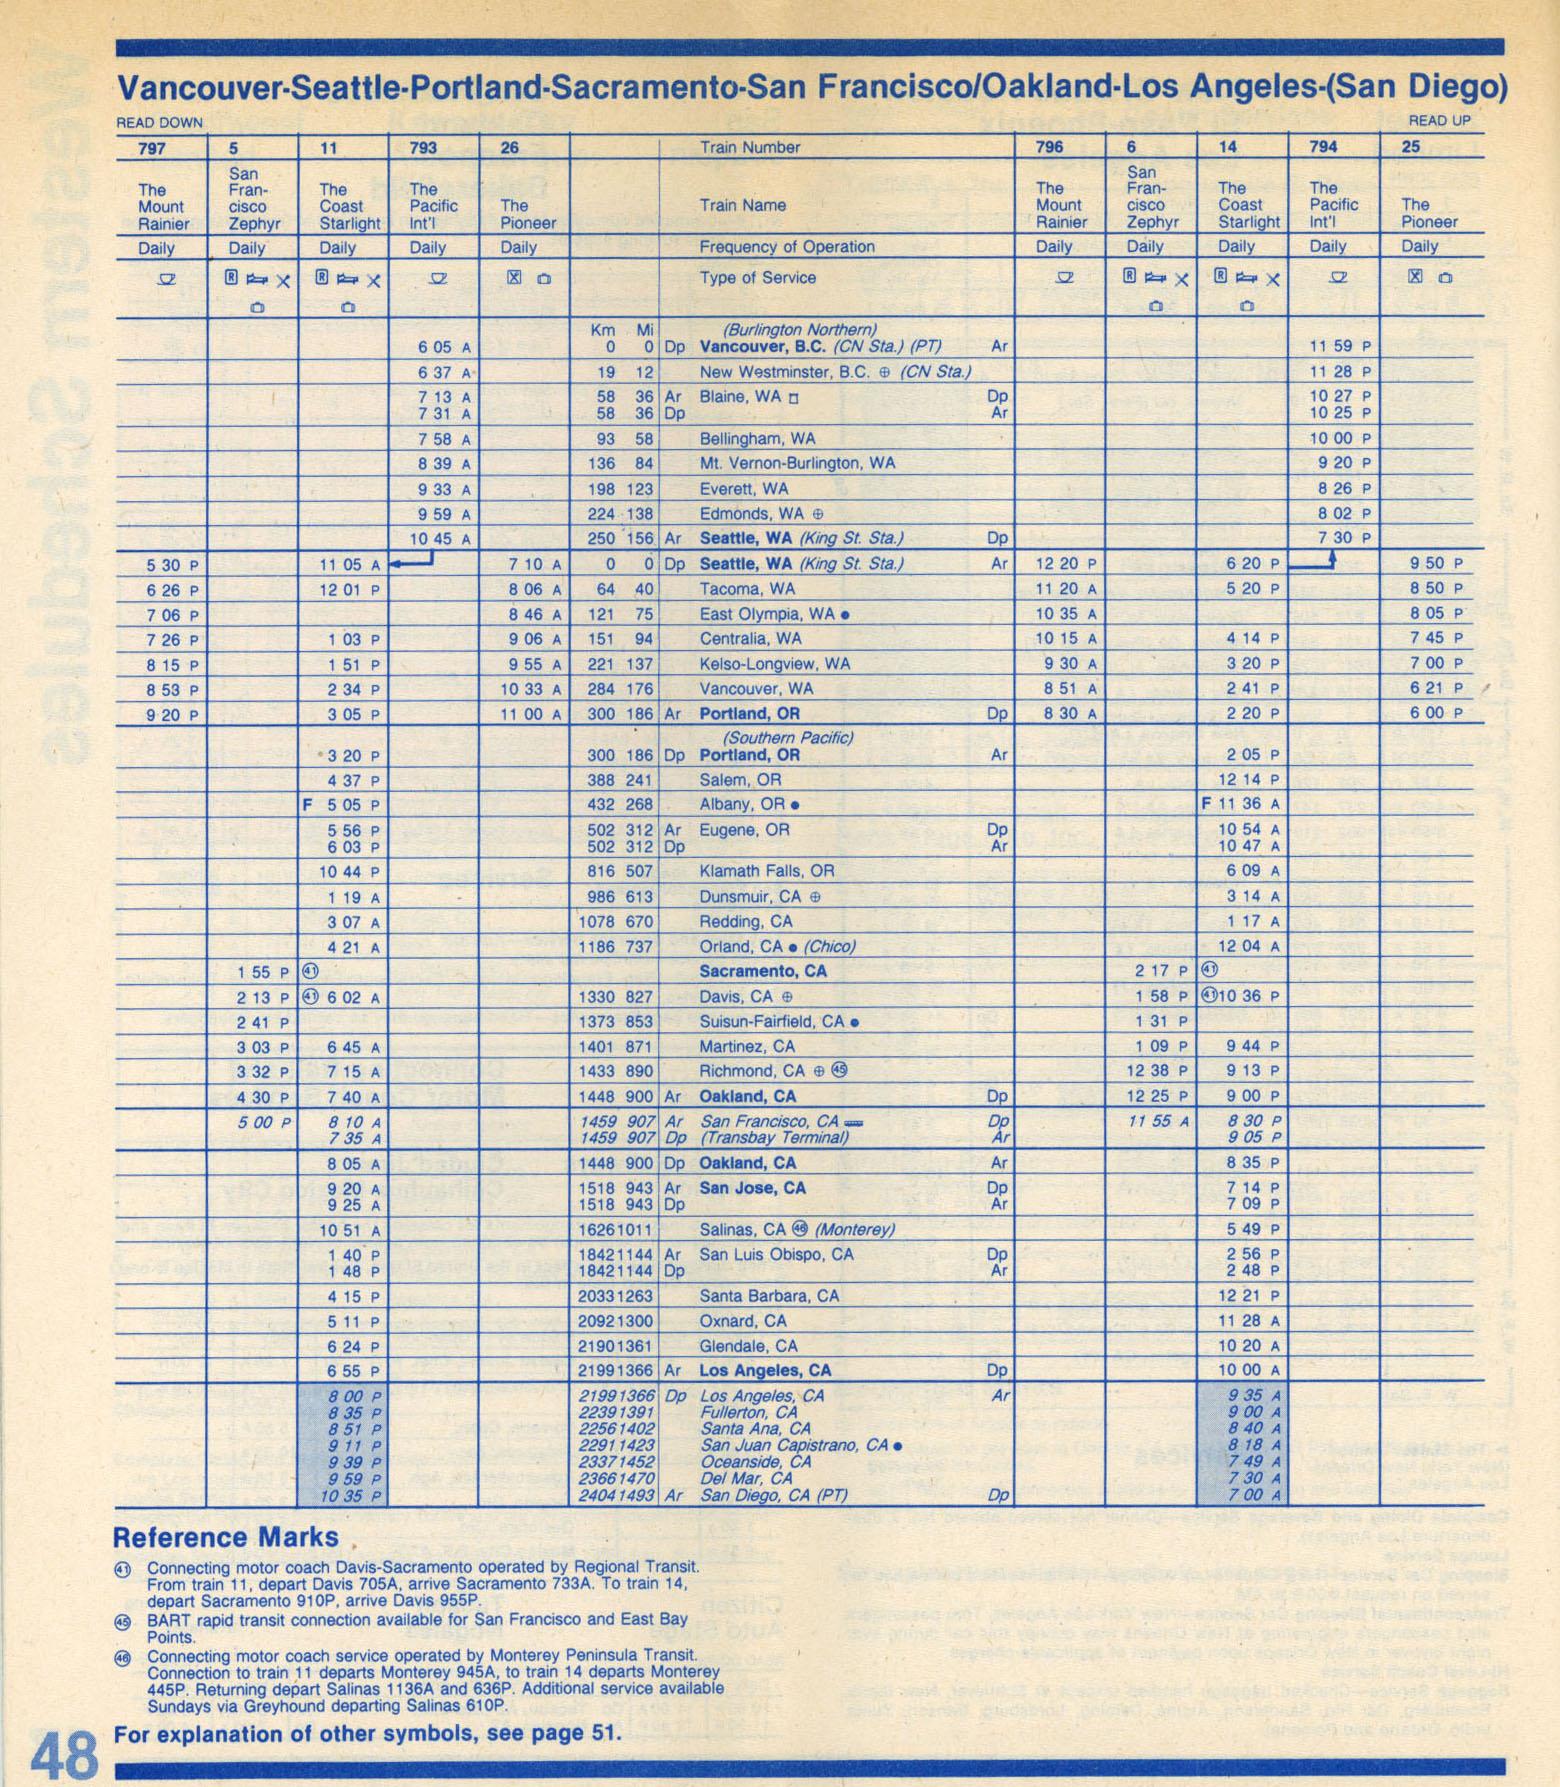 Vancouver-Seattle-Portland-Sacramento-San Francisco/Oakland-Los Angeles-(San Diego)
READ DOWN READ UP
797 5 11 793 26 Train Number 796 6 14 794 25
The Mount Rainier San Fran-cisco Zephyr The Coast Starlight The Pacific Int'l The Pioneer Train Name The Mount Rainier San Fran-cisco Zephyr The Coast Starlight The Pacific Int'l The Pioneer
Daily Daily Daily Daily Daily Frequency of Operation Daily Daily Daily Daily Daily
R R X Type of Service R R X
Km Mi (Burlington Northern)
6 05 A 0 0 Dp Vancouver, B.C. (CN Sta.) (PT) Ar 11 59 P
6 37 A 19 12 New Westminster, B.C. ⊕ (CN Sta.) 11 28 P
7 13 A 58 36 Ar Blaine, WA □ Dp 10 27 P
7 31 A 58 36 Dp Ar 10 25 P
7 58 A 93 58 Bellingham, WA 10 00 P
8 39 A 136 84 Mt. Vernon-Burlington, WA 9 20 P
9 33 A 198 123 Everett, WA 8 26 P
9 59 A 224 138 Edmonds, WA ⊕ 8 02 P
10 45 A 250 156 Ar Seattle, WA (King St. Sta.) Dp 7 30 P
5 30 P 11 05 A 7 10 A 0 0 Dp Seattle, WA (King St. Sta.) Ar 12 20 P 6 20 P 9 50 P
6 26 P 12 01 P 8 06 A 64 40 Tacoma, WA 11 20 A 5 20 P 8 50 P
7 06 P 8 46 A 121 75 East Olympia, WA ● 10 35 A 8 05 P
7 26 P 1 03 P 9 06 A 151 94 Centralia, WA 10 15 A 4 14 P 7 45 P
8 15 P 1 51 P 9 55 A 221 137 Kelso-Longview, WA 9 30 A 3 20 P 7 00 P
8 53 P 2 34 P 10 33 A 284 176 Vancouver, WA 8 51 A 2 41 P 6 21 P
9 20 P 3 05 P 11 00 A 300 186 Ar Portland, OR Dp 8 30 A 2 20 P 6 00 P
(Southern Pacific)
3 20 P 300 186 Dp Portland, OR Ar 2 05 P
4 37 P 388 241 Salem, OR 12 14 P
F 5 05 P 432 268 Albany, OR ● F 11 36 A
5 56 P 502 312 Ar Eugene, OR Dp 10 54 A
6 03 P 502 312 Dp Ar 10 47 A
10 44 P 816 507 Klamath Falls, OR 6 09 A
1 19 A 986 613 Dunsmuir, CA ⊕ 3 14 A
3 07 A 1078 670 Redding, CA 1 17 A
4 21 A 1186 737 Orland, CA ● (Chico) 12 04 A
1 55 P ㊶ Sacramento, CA 2 17 P ㊶
2 13 P ㊶ 6 02 A 1330 827 Davis, CA ⊕ 1 58 P ㊶ 10 36 P
2 41 P 1373 853 Suisun-Fairfield, CA ● 1 31 P
3 03 P 6 45 A 1401 871 Martinez, CA 1 09 P 9 44 P
3 32 P 7 15 A 1433 890 Richmond, CA ⊕ ㊺ 12 38 P 9 13 P
4 30 P 7 40 A 1448 900 Ar Oakland, CA Dp 12 25 P 9 00 P
5 00 P 8 10 A 1459 907 Ar San Francisco, CA Dp 11 55 A 8 30 P
7 35 A 1459 907 Dp (Transbay Terminal) Ar 9 05 P
8 05 A 1448 900 Dp Oakland, CA Ar 8 35 P
9 20 A 1518 943 Ar San Jose, CA Dp 7 14 P
9 25 A 1518 943 Dp Ar 7 09 P
10 51 A 1626 1011 Salinas, CA ㊻ (Monterey) 5 49 P
1 40 P 1842 1144 Ar San Luis Obispo, CA Dp 2 56 P
1 48 P 1842 1144 Dp Ar 2 48 P
4 15 P 2033 1263 Santa Barbara, CA 12 21 P
5 11 P 2092 1300 Oxnard, CA 11 28 A
6 24 P 2190 1361 Glendale, CA 10 20 A
6 55 P 2199 1366 Ar Los Angeles, CA Dp 10 00 A
8 00 P 2199 1366 Dp Los Angeles, CA Ar 9 35 A
8 35 P 2239 1391 Fullerton, CA 9 00 A
8 51 P 2256 1402 Santa Ana, CA 8 40 A
9 11 P 2291 1423 San Juan Capistrano, CA ● 8 18 A
9 39 P 2337 1452 Oceanside, CA 7 49 A
9 59 P 2366 1470 Del Mar, CA 7 30 A
10 35 P 2404 1493 Ar San Diego, CA (PT) Dp 7 00 A
Reference Marks
㊶ Connecting motor coach Davis-Sacramento operated by Regional Transit.
From train 11, depart Davis 705A, arrive Sacramento 733A. To train 14,
depart Sacramento 910P, arrive Davis 955P.
㊺ BART rapid transit connection available for San Francisco and East Bay
Points.
㊻ Connecting motor coach service operated by Monterey Peninsula Transit.
Connection to train 11 departs Monterey 945A, to train 14 departs Monterey
445P. Returning depart Salinas 1136A and 636P. Additional service available
Sundays via Greyhound departing Salinas 610P.
For explanation of other symbols, see page 51.
48